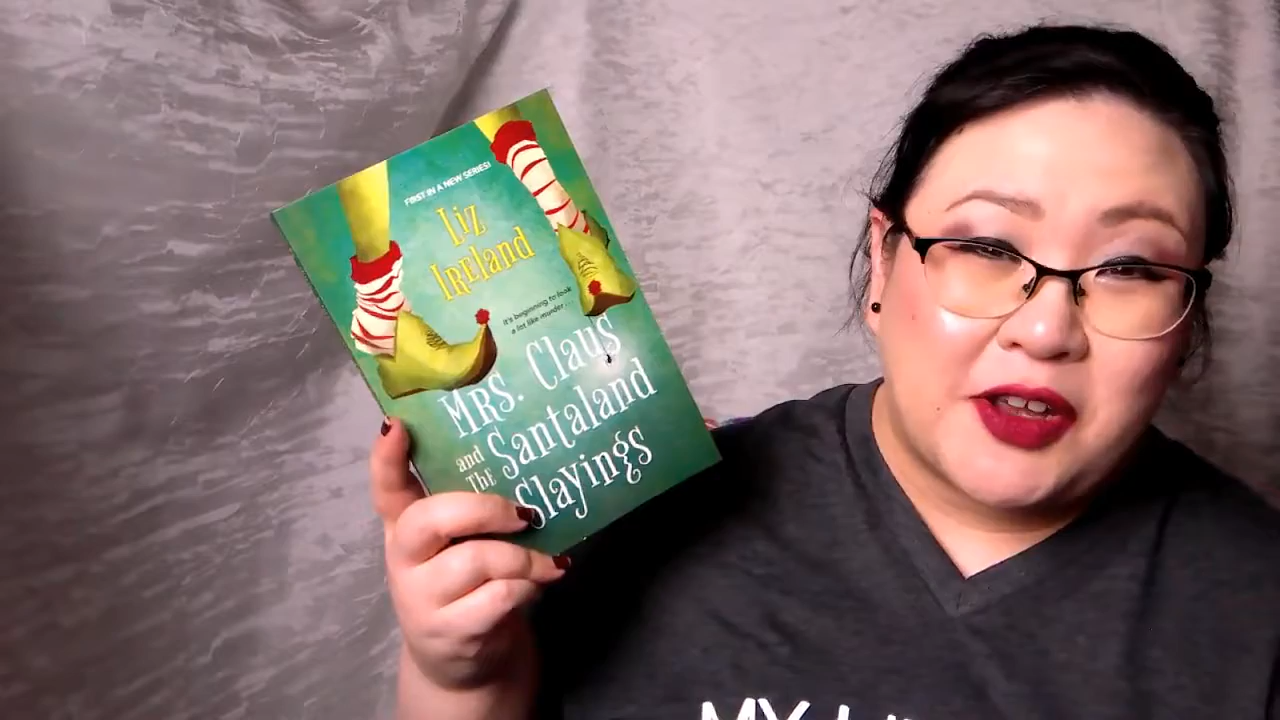 FIRST IN A NEW SERIES!
Liz
IRELAND
It's beginning to look
a lot like murder...
MRS. Claus
and The Santaland
Slayings
MY